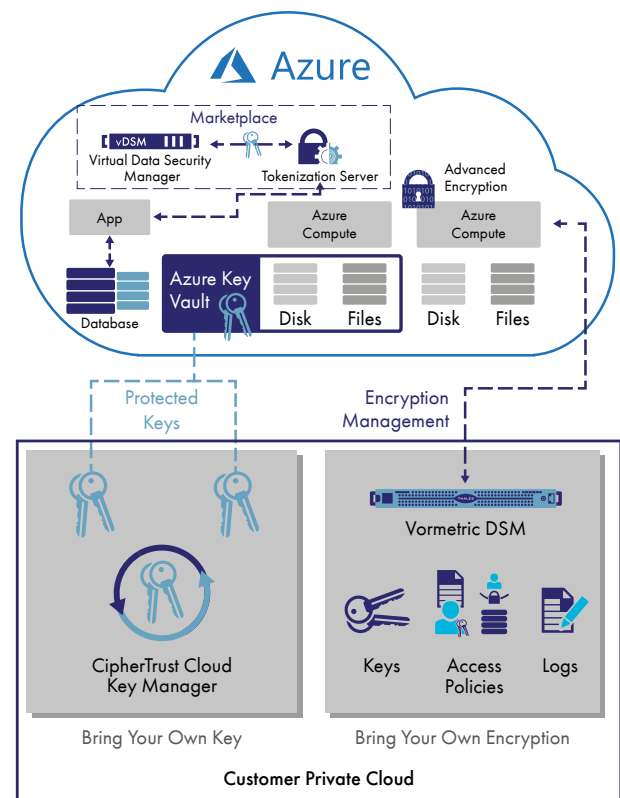 Azure
Marketplace
vDSM
Virtual Data Security
Manager
Tokenization Server
Advanced
Encryption
App
Azure
Compute
Azure
Compute
Azure Key
Vault
Database
Disk
Files
Disk
Files
Protected
Keys
Encryption
Management
THALES
Vormetric DSM
CipherTrust Cloud
Key Manager
Keys
Access
Policies
Logs
Bring Your Own Key
Bring Your Own Encryption
Customer Private Cloud